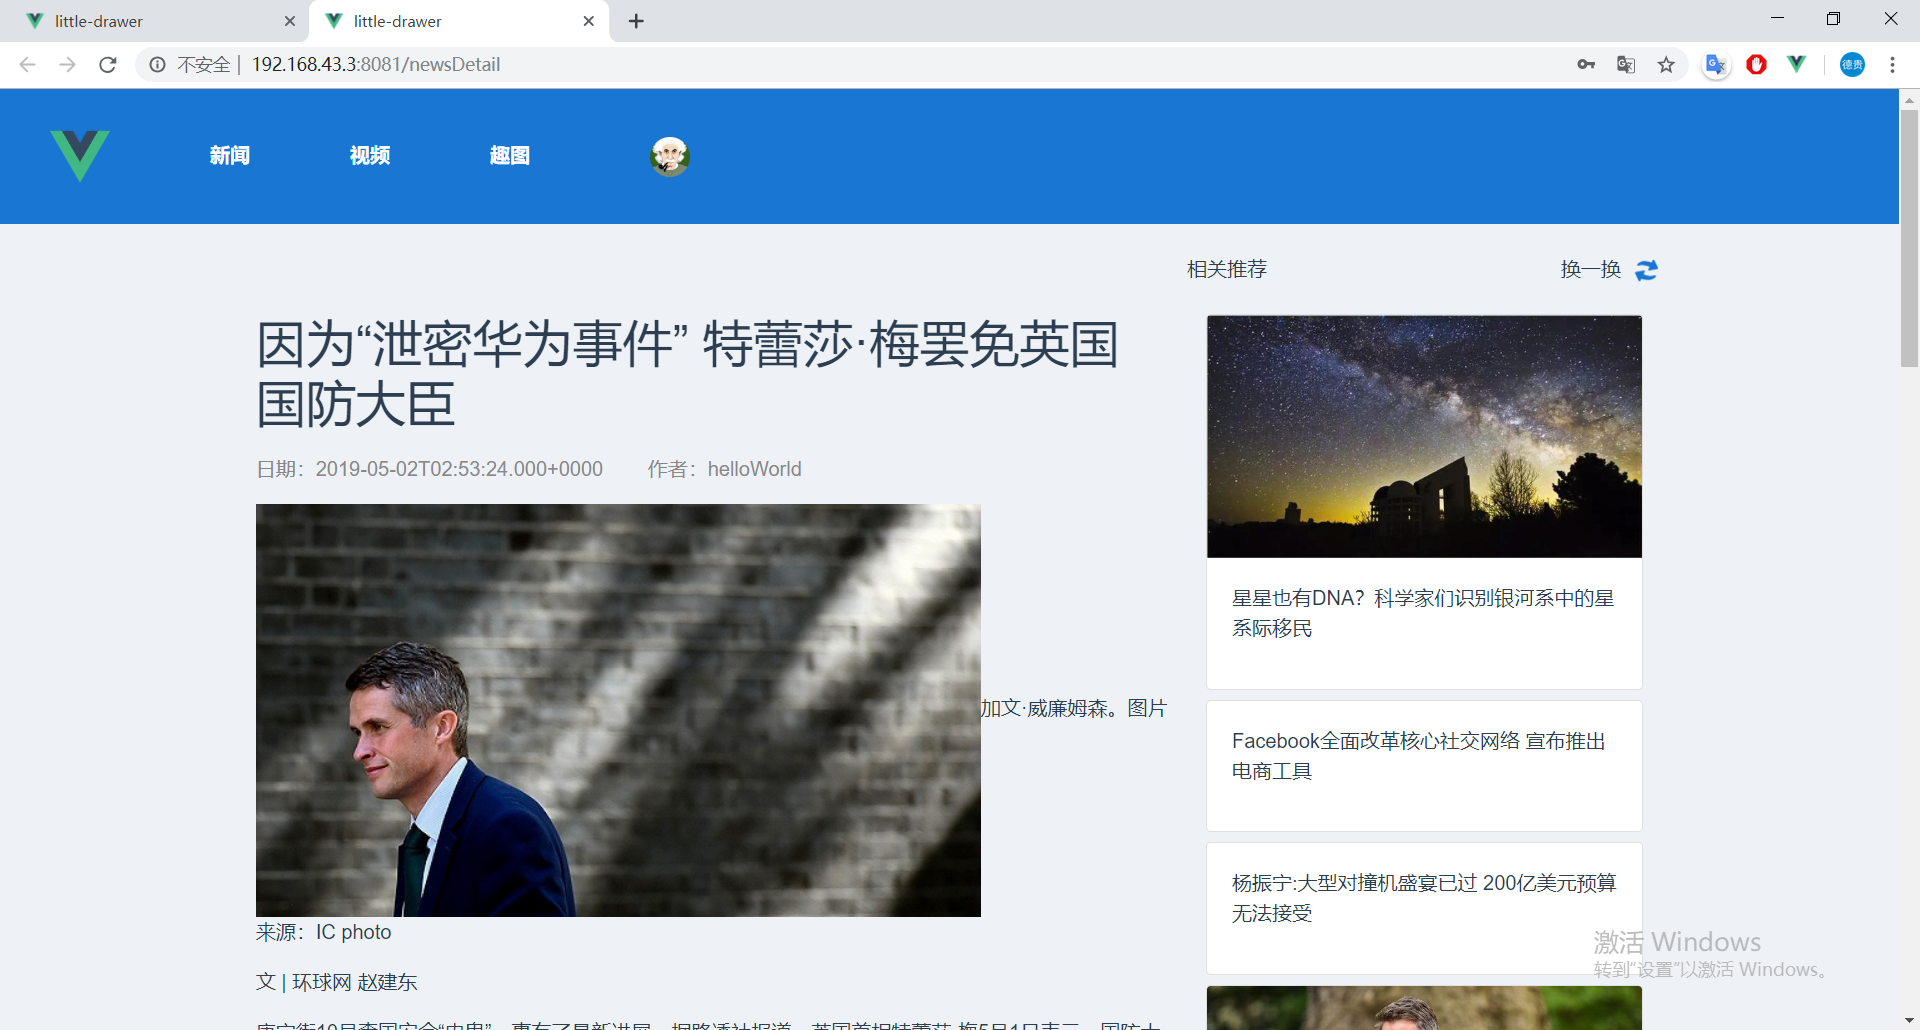 little-drawer
little-drawer
不安全 | 192.168.43.3:8081/newsDetail
德贵
新闻 视频 趣图
相关推荐
换一换
因为“泄密华为事件” 特蕾莎·梅罢免英国
国防大臣
日期：2019-05-02T02:53:24.000+0000 作者：helloWorld
加文·威廉姆森。图片
来源：IC photo
文 | 环球网 赵建东
星星也有DNA？科学家们识别银河系中的星
系际移民
Facebook全面改革核心社交网络 宣布推出
电商工具
杨振宁:大型对撞机盛宴已过 200亿美元预算
无法接受
激活 Windows
转到“设置”以激活 Windows。